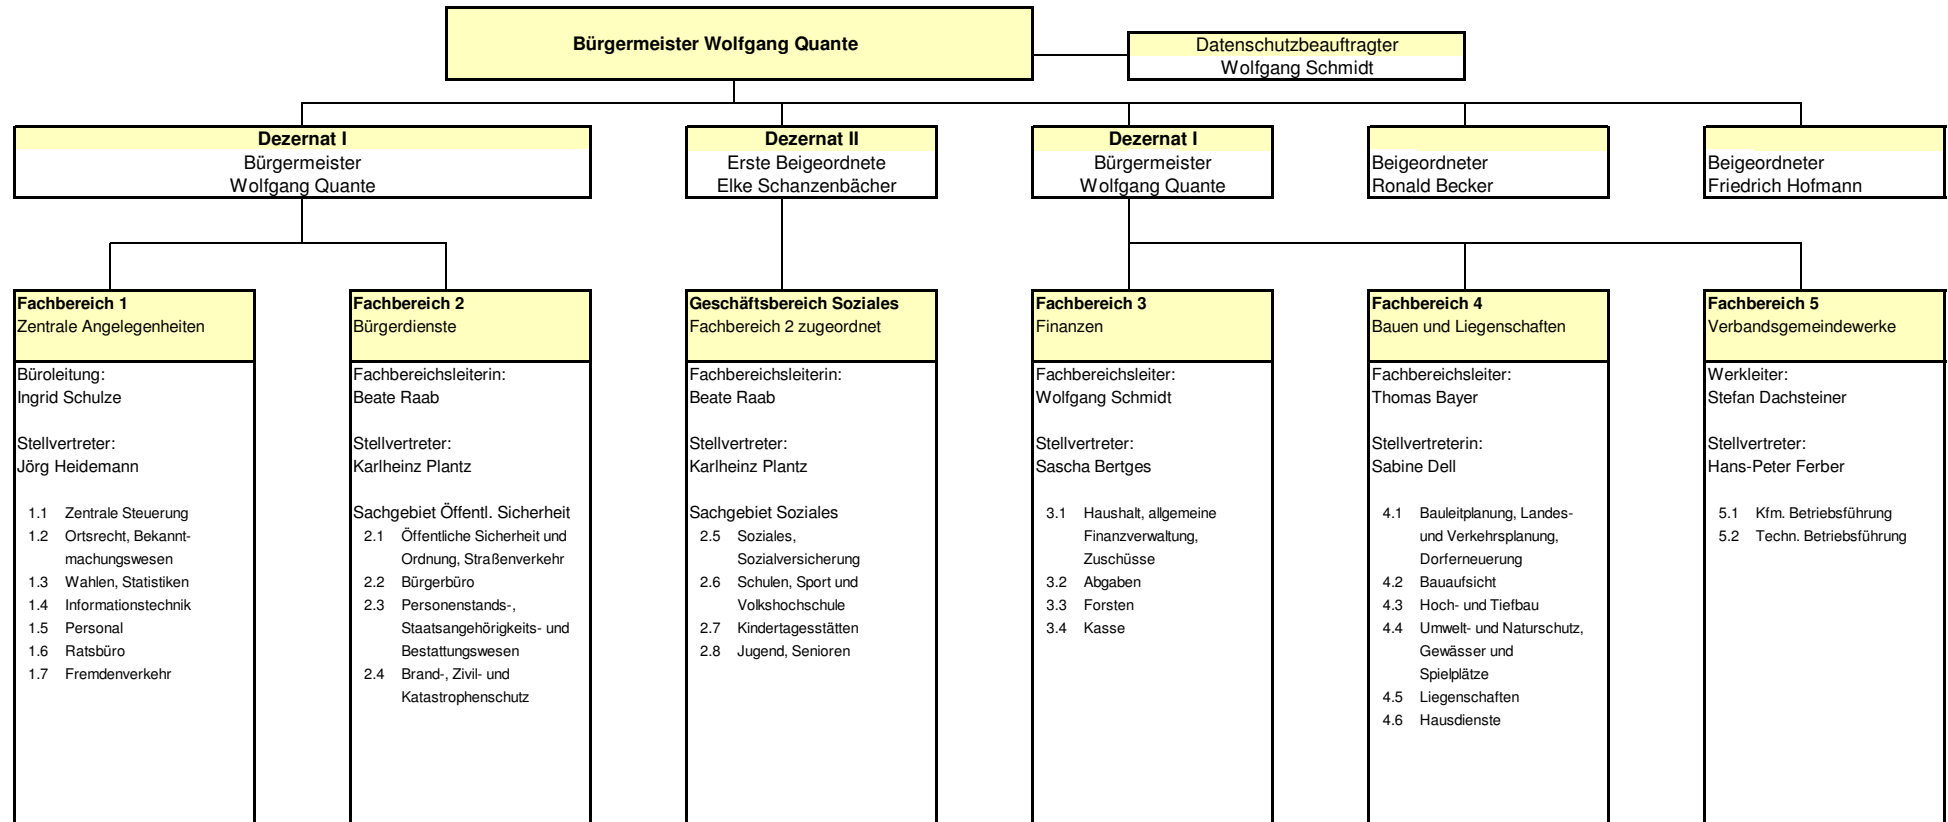 Bürgermeister Wolfgang Quante
Datenschutzbeauftragter
Wolfgang Schmidt
Dezernat I
Bürgermeister
Wolfgang Quante
Dezernat II
Erste Beigeordnete
Elke Schanzenbächer
Dezernat I
Bürgermeister
Wolfgang Quante
Beigeordneter
Ronald Becker
Beigeordneter
Friedrich Hofmann
Fachbereich 1
Zentrale Angelegenheiten
Büroleitung:
Ingrid Schulze
Stellvertreter:
Jörg Heidemann
1.1 Zentrale Steuerung
1.2 Ortsrecht, Bekannt-
machungswesen
1.3 Wahlen, Statistiken
1.4 Informationstechnik
1.5 Personal
1.6 Ratsbüro
1.7 Fremdenverkehr
Fachbereich 2
Bürgerdienste
Fachbereichsleiterin:
Beate Raab
Stellvertreter:
Karlheinz Plantz
Sachgebiet Öffentl. Sicherheit
2.1 Öffentliche Sicherheit und
Ordnung, Straßenverkehr
2.2 Bürgerbüro
2.3 Personenstands-,
Staatsangehörigkeits- und
Bestattungswesen
2.4 Brand-, Zivil- und
Katastrophenschutz
Geschäftsbereich Soziales
Fachbereich 2 zugeordnet
Fachbereichsleiterin:
Beate Raab
Stellvertreter:
Karlheinz Plantz
Sachgebiet Soziales
2.5 Soziales,
Sozialversicherung
2.6 Schulen, Sport und
Volkshochschule
2.7 Kindertagesstätten
2.8 Jugend, Senioren
Fachbereich 3
Finanzen
Fachbereichsleiter:
Wolfgang Schmidt
Stellvertreter:
Sascha Bertges
3.1 Haushalt, allgemeine
Finanzverwaltung,
Zuschüsse
3.2 Abgaben
3.3 Forsten
3.4 Kasse
Fachbereich 4
Bauen und Liegenschaften
Fachbereichsleiter:
Thomas Bayer
Stellvertreterin:
Sabine Dell
4.1 Bauleitplanung, Landes-
und Verkehrsplanung,
Dorferneuerung
4.2 Bauaufsicht
4.3 Hoch- und Tiefbau
4.4 Umwelt- und Naturschutz,
Gewässer und
Spielplätze
4.5 Liegenschaften
4.6 Hausdienste
Fachbereich 5
Verbandsgemeindewerke
Werkleiter:
Stefan Dachsteiner
Stellvertreter:
Hans-Peter Ferber
5.1 Kfm. Betriebsführung
5.2 Techn. Betriebsführung